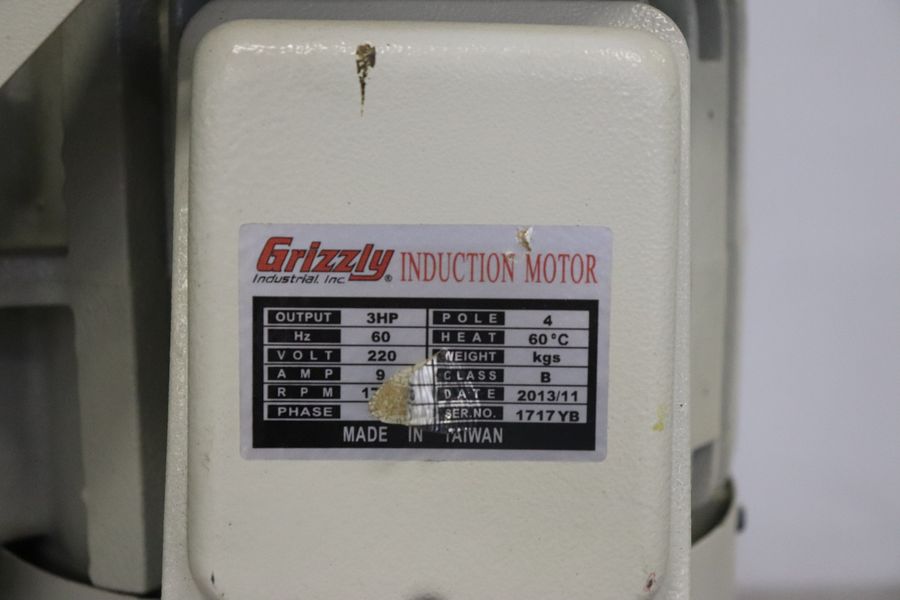 Grizzly
Industrial, Inc.®
INDUCTION MOTOR
OUTPUT 3HP POLE 4
Hz 60 HEAT 60°C
VOLT 220 WEIGHT kgs
AMP 9 CLASS B
RPM DATE 2013/11
PHASE SER.NO. 1717YB
MADE IN TAIWAN